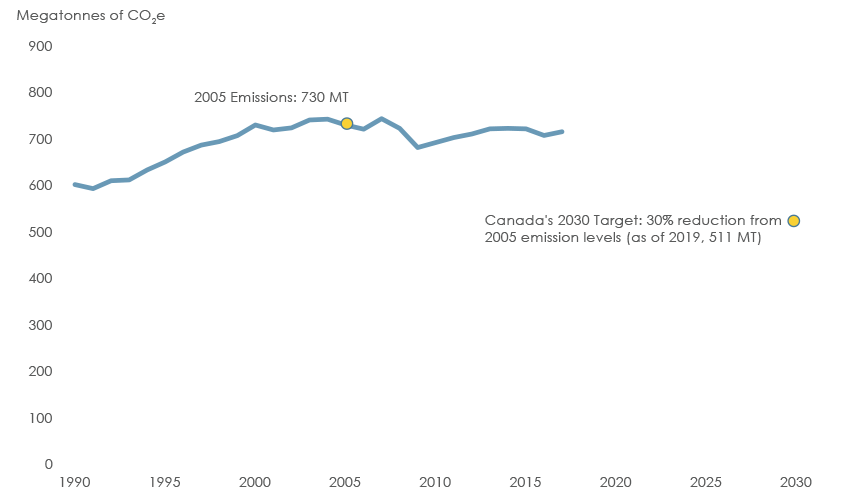 Megatonnes of CO₂e
900
800
2005 Emissions: 730 MT
700
600
Canada's 2030 Target: 30% reduction from
2005 emission levels (as of 2019, 511 MT)
500
400
300
200
100
0
1990 1995 2000 2005 2010 2015 2020 2025 2030